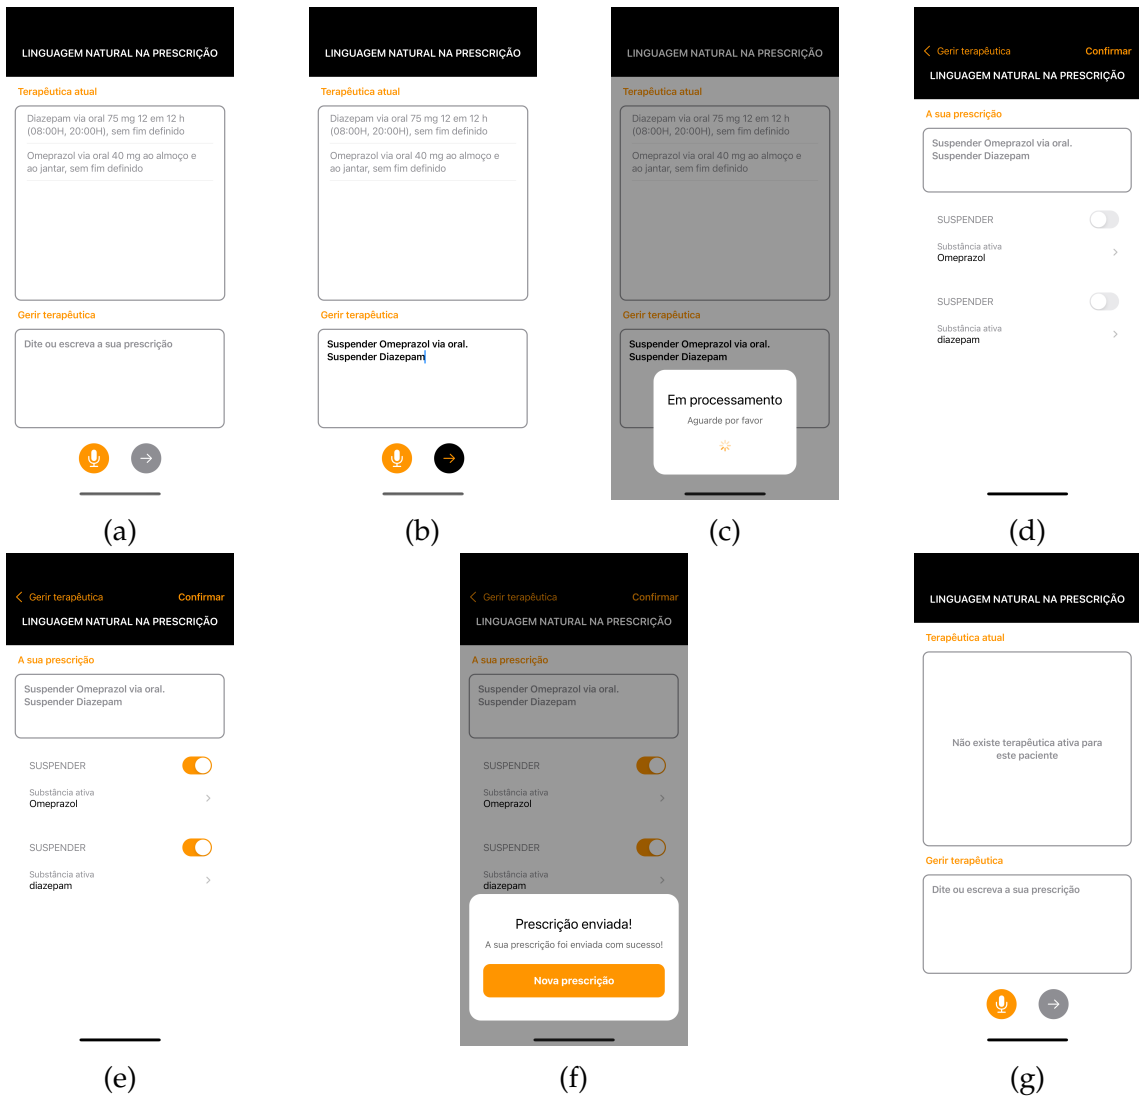 LINGUAGEM NATURAL NA PRESCRIÇÃO
Terapêutica atual
Diazepam via oral 75 mg 12 em 12 h
(08:00H, 20:00H), sem fim definido
Omeprazol via oral 40 mg ao almoço e
ao jantar, sem fim definido
Gerir terapêutica
Dite ou escreva a sua prescrição
(a)
LINGUAGEM NATURAL NA PRESCRIÇÃO
Terapêutica atual
Diazepam via oral 75 mg 12 em 12 h
(08:00H, 20:00H), sem fim definido
Omeprazol via oral 40 mg ao almoço e
ao jantar, sem fim definido
Gerir terapêutica
Suspender Omeprazol via oral.
Suspender Diazepam
(b)
LINGUAGEM NATURAL NA PRESCRIÇÃO
Terapêutica atual
Diazepam via oral 75 mg 12 em 12 h
(08:00H, 20:00H), sem fim definido
Omeprazol via oral 40 mg ao almoço e
ao jantar, sem fim definido
Gerir terapêutica
Suspender Omeprazol via oral.
Suspender Diazepam
Em processamento
Aguarde por favor
(c)
Gerir terapêutica
Confirmar
LINGUAGEM NATURAL NA PRESCRIÇÃO
A sua prescrição
Suspender Omeprazol via oral.
Suspender Diazepam
SUSPENDER
Substância ativa
Omeprazol
SUSPENDER
Substância ativa
diazepam
(d)
Gerir terapêutica
Confirmar
LINGUAGEM NATURAL NA PRESCRIÇÃO
A sua prescrição
Suspender Omeprazol via oral.
Suspender Diazepam
SUSPENDER
Substância ativa
Omeprazol
SUSPENDER
Substância ativa
diazepam
(e)
Gerir terapêutica
Confirmar
LINGUAGEM NATURAL NA PRESCRIÇÃO
A sua prescrição
Suspender Omeprazol via oral.
Suspender Diazepam
SUSPENDER
Substância ativa
Omeprazol
SUSPENDER
Substância ativa
diazepam
Prescrição enviada!
A sua prescrição foi enviada com sucesso!
Nova prescrição
(f)
LINGUAGEM NATURAL NA PRESCRIÇÃO
Terapêutica atual
Não existe terapêutica ativa para
este paciente
Gerir terapêutica
Dite ou escreva a sua prescrição
(g)